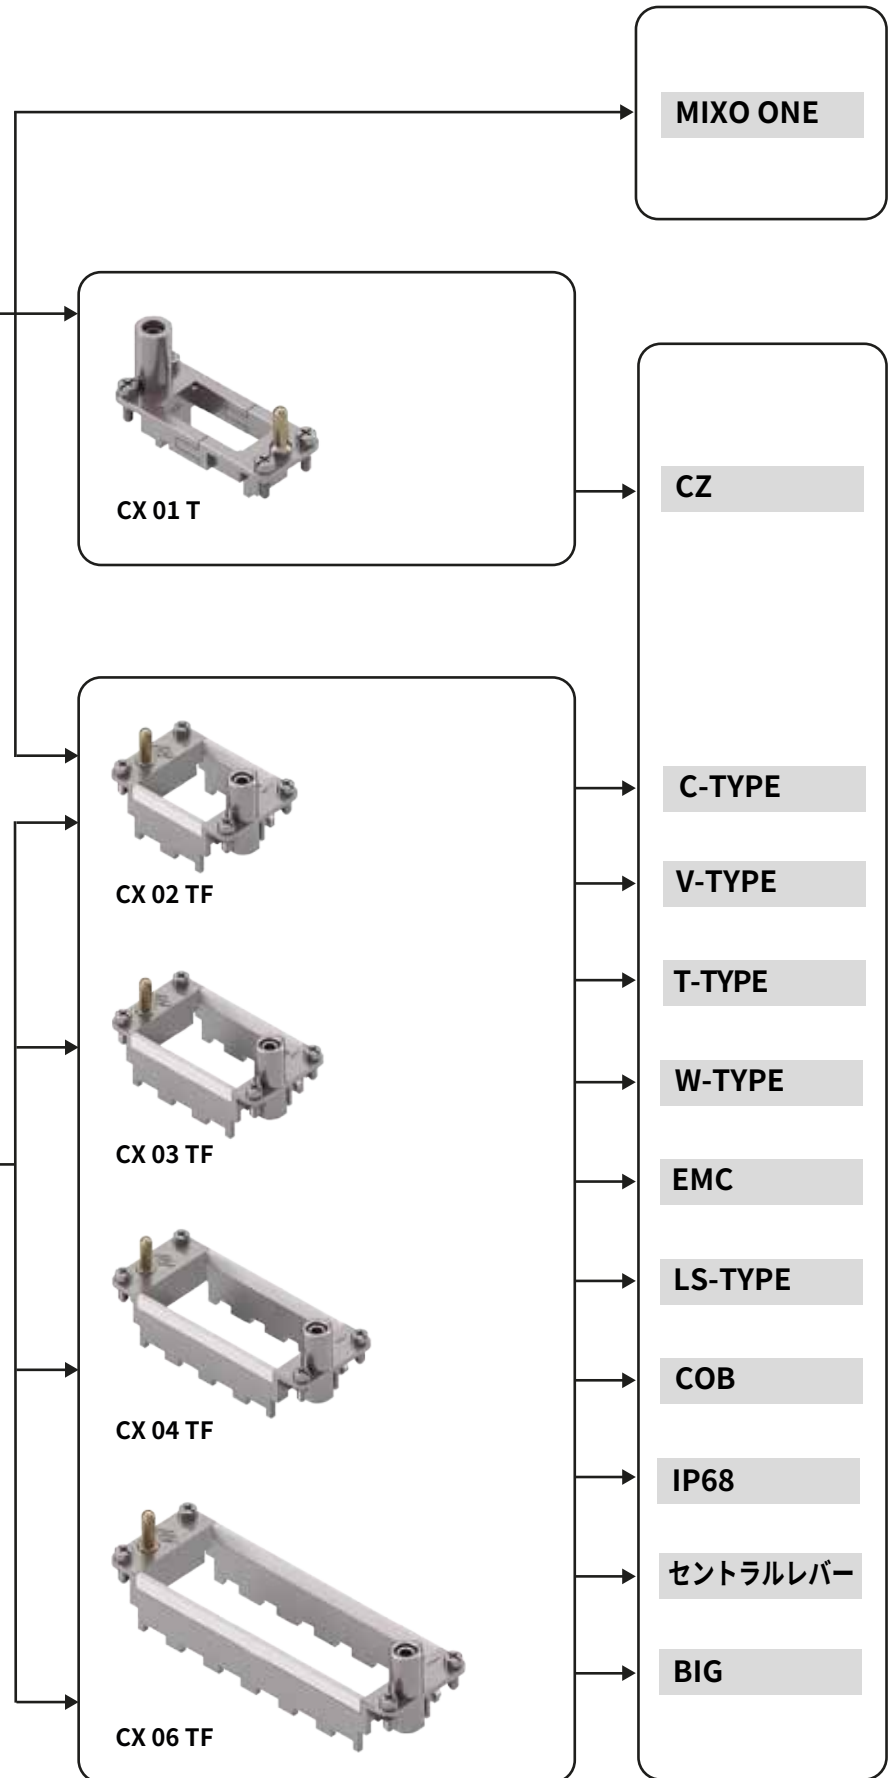 MIXO ONE
CX 01 T
CZ
CX 02 TF
CX 03 TF
CX 04 TF
CX 06 TF
C-TYPE
V-TYPE
T-TYPE
W-TYPE
EMC
LS-TYPE
COB
IP68
セントラルレバー
BIG